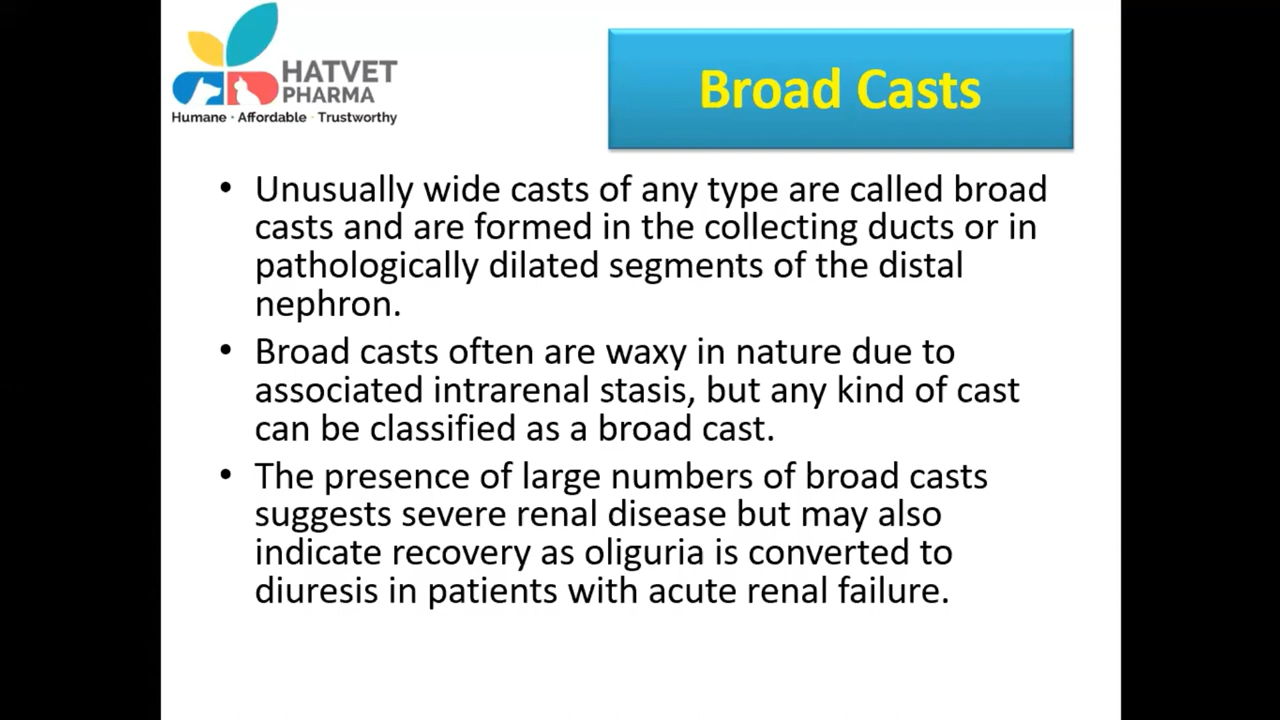 HATVET
PHARMA
Humane · Affordable · Trustworthy
Broad Casts
• Unusually wide casts of any type are called broad
casts and are formed in the collecting ducts or in
pathologically dilated segments of the distal
nephron.
• Broad casts often are waxy in nature due to
associated intrarenal stasis, but any kind of cast
can be classified as a broad cast.
• The presence of large numbers of broad casts
suggests severe renal disease but may also
indicate recovery as oliguria is converted to
diuresis in patients with acute renal failure.